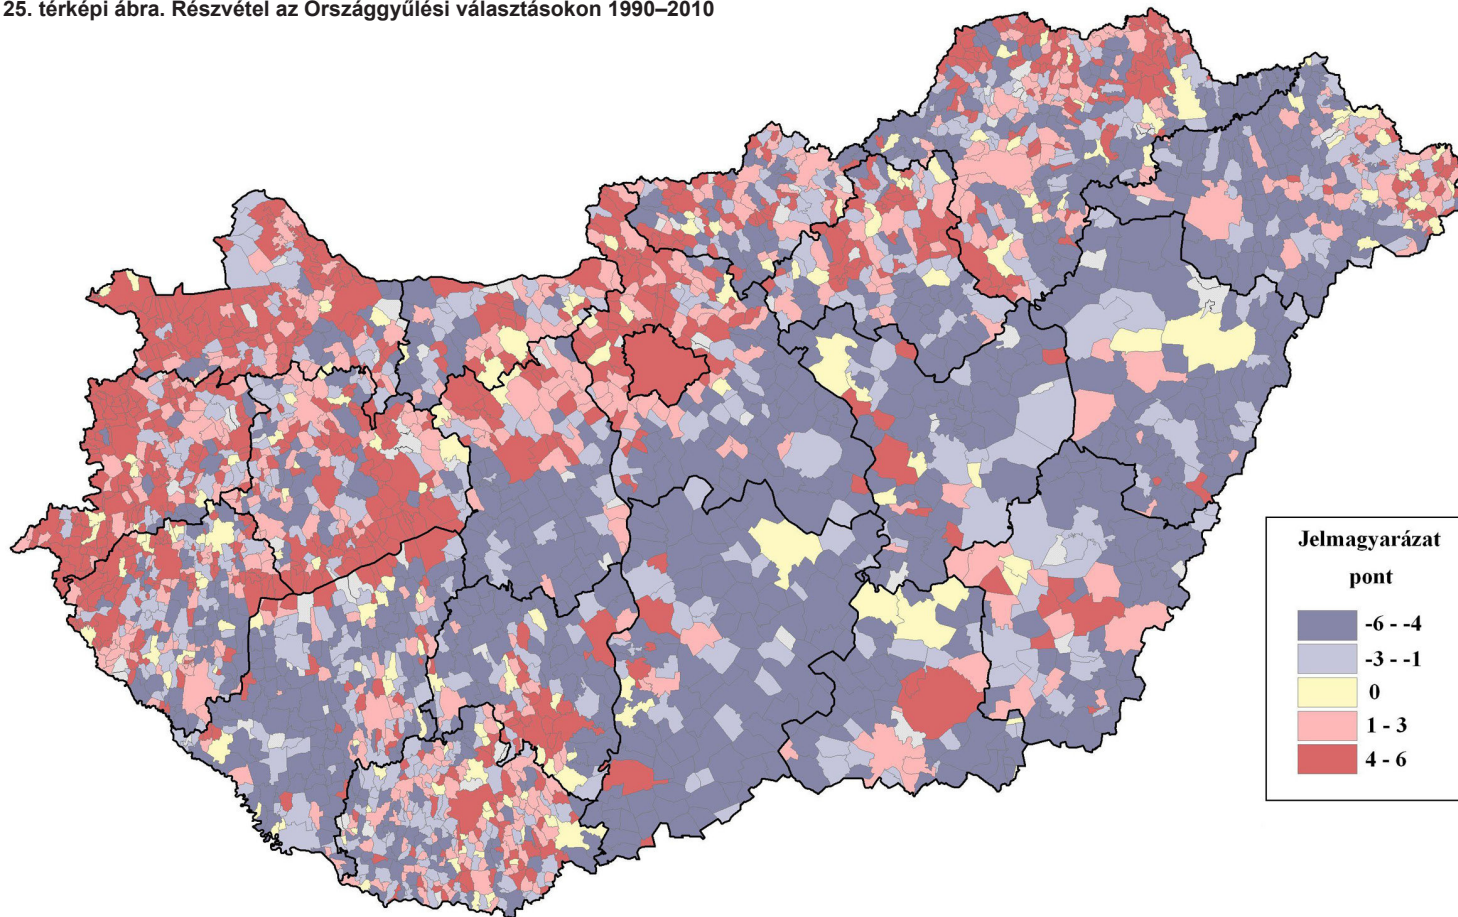 25. térképi ábra. Részvétel az Országgyűlési választásokon 1990–2010
Jelmagyarázat
pont
-6 - -4
-3 - -1
0
1 - 3
4 - 6